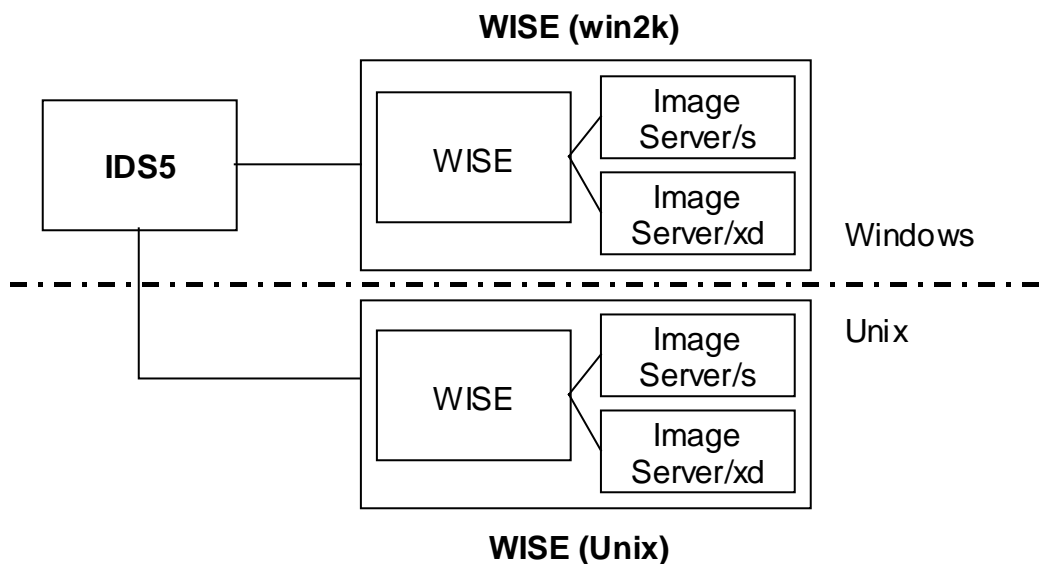 WISE (win2k)
IDS5
WISE
Image
Server/s
Image
Server/xd
Windows
Unix
WISE
Image
Server/s
Image
Server/xd
WISE (Unix)